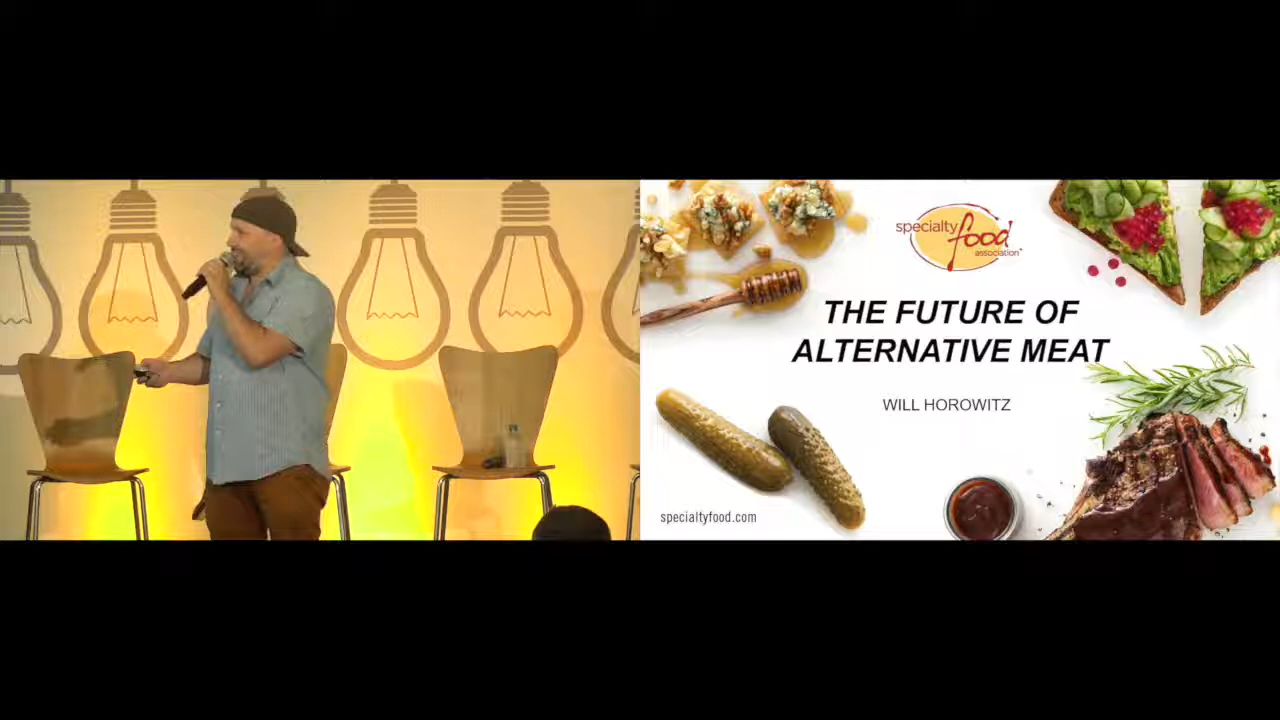 specialty
food
association
THE FUTURE OF
ALTERNATIVE MEAT
WILL HOROWITZ
specialtyfood.com